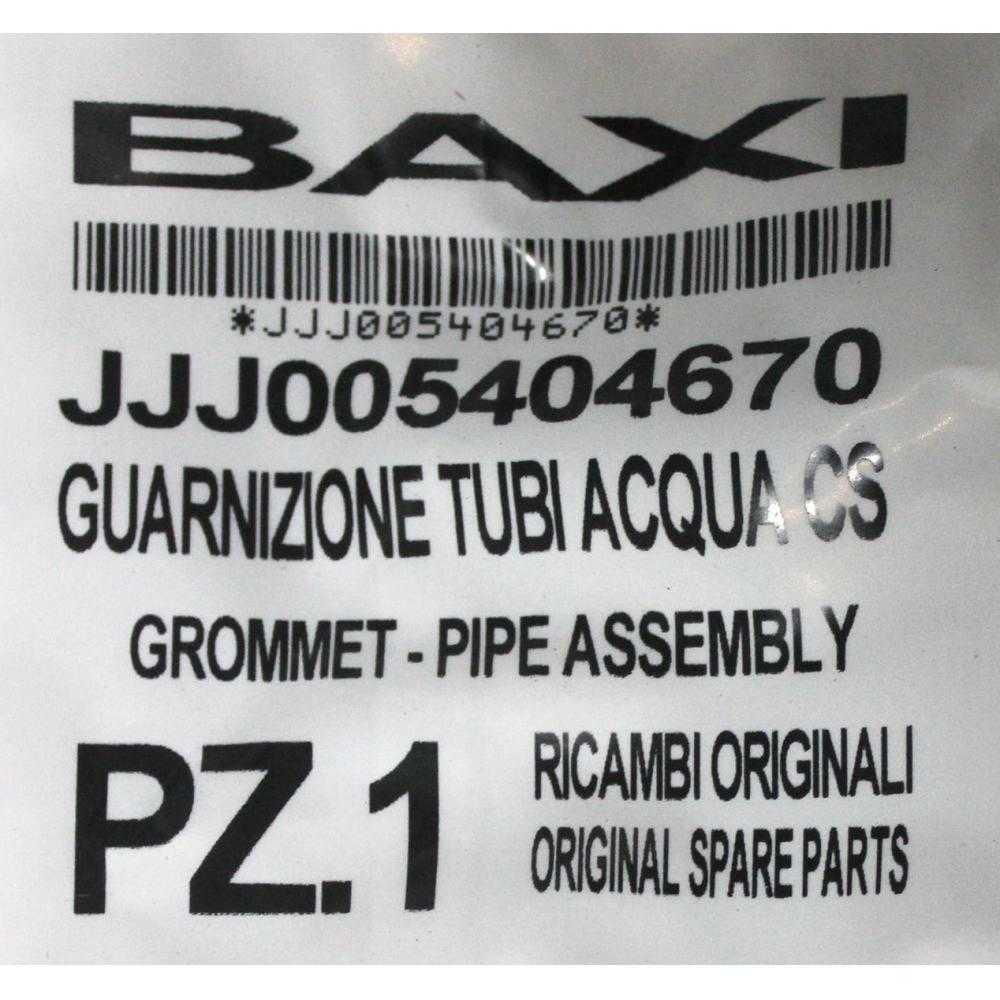 BAXI
*JJJ005404670*
JJJ005404670
GUARNIZIONE TUBI ACQUA CS
GROMMET - PIPE ASSEMBLY
PZ.1
RICAMBI ORIGINALI
ORIGINAL SPARE PARTS